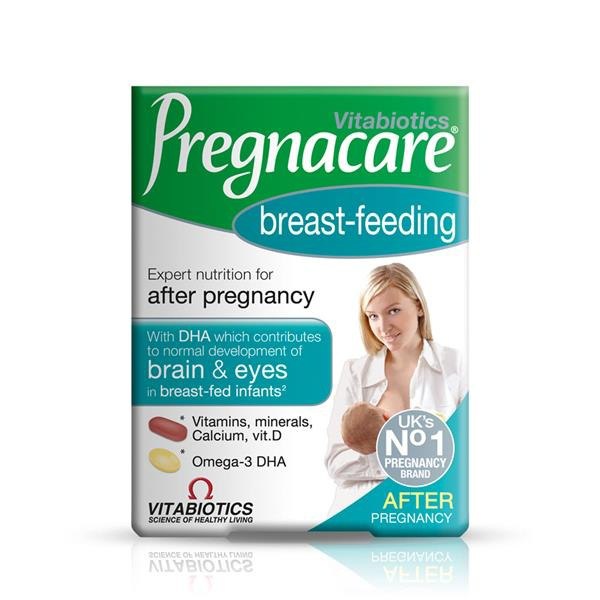 Vitabiotics
Pregnacare®
breast-feeding
Expert nutrition for
after pregnancy
With DHA which contributes
to normal development of
brain & eyes
in breast-fed infants²
* Vitamins, minerals,
Calcium, vit.D
* Omega-3 DHA
UK's
Nº1
PREGNANCY
BRAND
AFTER
PREGNANCY
VITABIOTICS
SCIENCE OF HEALTHY LIVING